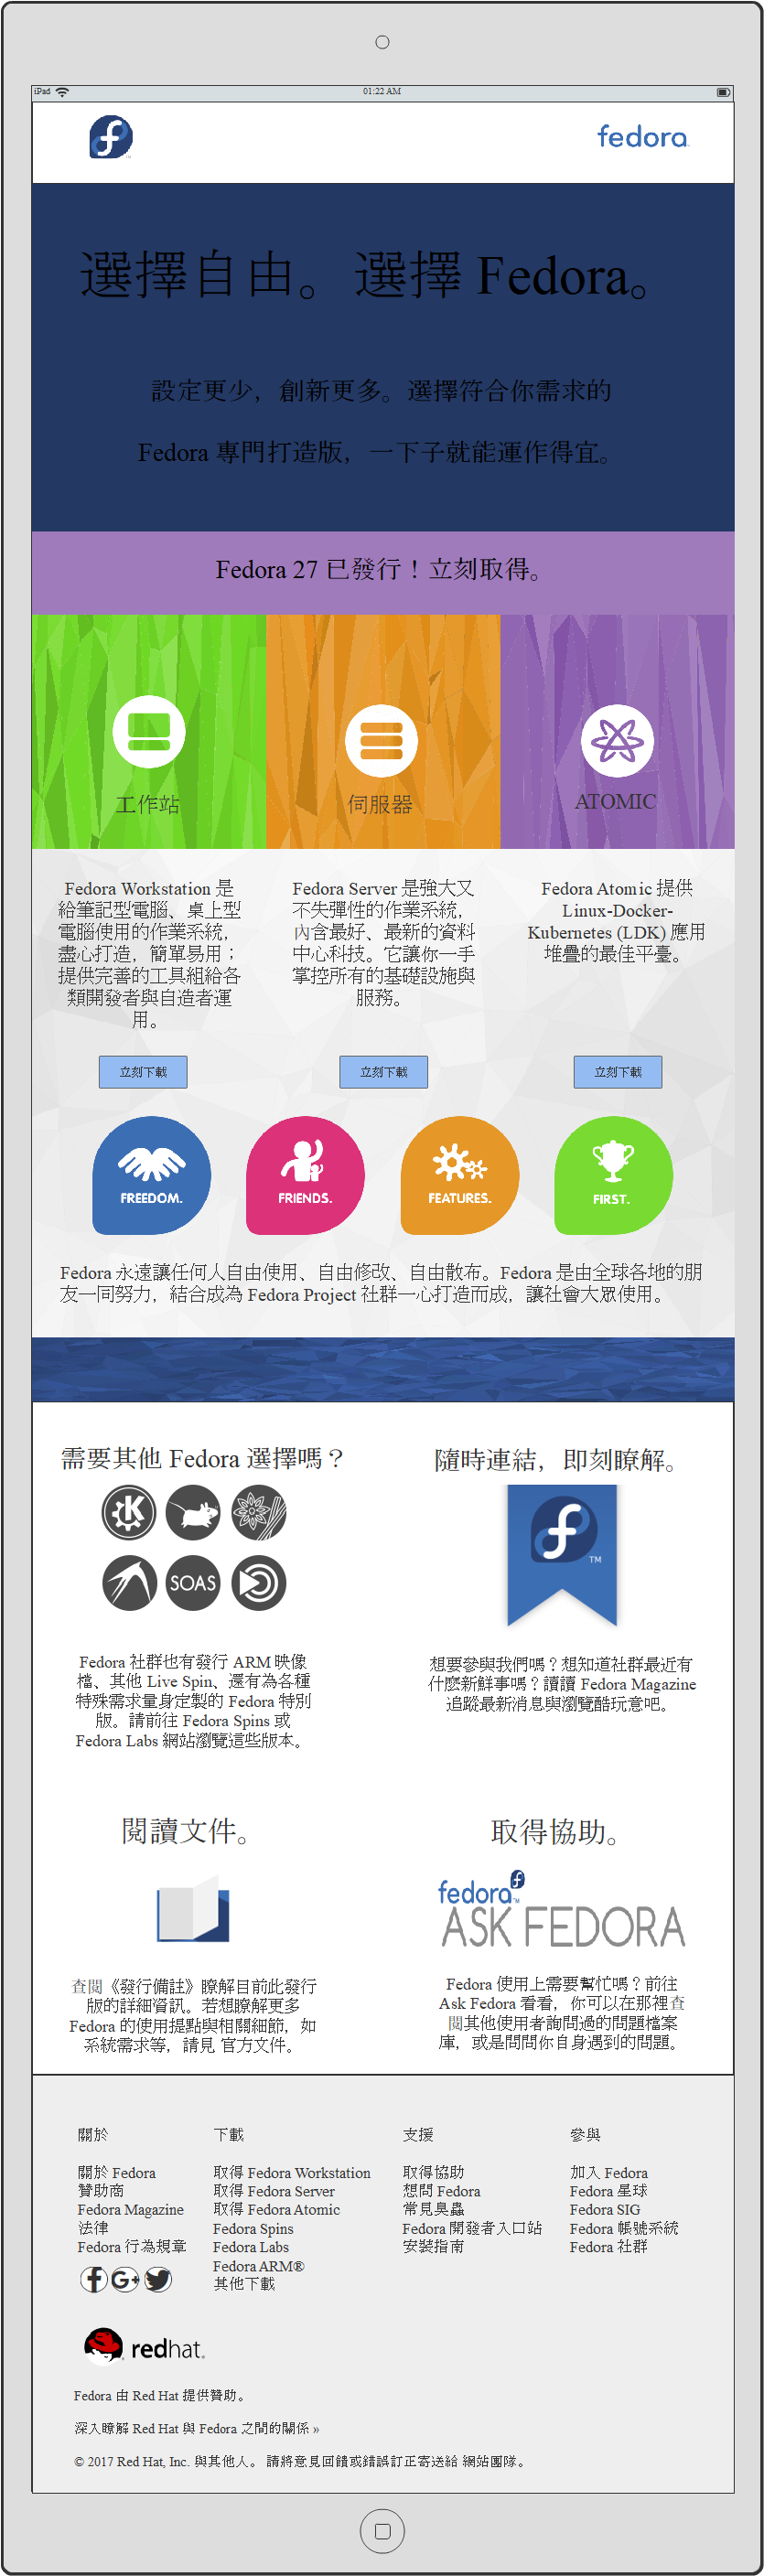 iPad
01:22 AM
fedora
選擇自由。選擇 Fedora。
設定更少，創新更多。選擇符合你需求的
Fedora 專門打造版，一下子就能運作得宜。
Fedora 27 已發行！立刻取得。
工作站
伺服器
ATOMIC
Fedora Workstation 是
給筆記型電腦、桌上型
電腦使用的作業系統，
盡心打造，簡單易用；
提供完善的工具組給各
類開發者與自造者運
用。
Fedora Server 是強大又
不失彈性的作業系統，
內含最好、最新的資料
中心科技。它讓你一手
掌控所有的基礎設施與
服務。
Fedora Atomic 提供
Linux-Docker-
Kubernetes (LDK) 應用
堆疊的最佳平臺。
立刻下載
立刻下載
立刻下載
FREEDOM.
FRIENDS.
FEATURES.
FIRST.
Fedora 永遠讓任何人自由使用、自由修改、自由散布。Fedora 是由全球各地的朋
友一同努力，結合成為 Fedora Project 社群一心打造而成，讓社會大眾使用。
需要其他 Fedora 選擇嗎？
SOAS
Fedora 社群也有發行 ARM 映像
檔、其他 Live Spin、還有為各種
特殊需求量身定製的 Fedora 特別
版。請前往 Fedora Spins 或
Fedora Labs 網站瀏覽這些版本。
隨時連結，即刻瞭解。
TM
想要參與我們嗎？想知道社群最近有
什麼新鮮事嗎？讀讀 Fedora Magazine
追蹤最新消息與瀏覽酷玩意吧。
閱讀文件。
查閱《發行備註》瞭解目前此發行
版的詳細資訊。若想瞭解更多
Fedora 的使用提點與相關細節，如
系統需求等，請見 官方文件。
取得協助。
fedora
TM
ASK FEDORA
Fedora 使用上需要幫忙嗎？前往
Ask Fedora 看看，你可以在那裡查
閱其他使用者詢問過的問題檔案
庫，或是問問你自身遇到的問題。
關於
關於 Fedora
贊助商
Fedora Magazine
法律
Fedora 行為規章
下載
取得 Fedora Workstation
取得 Fedora Server
取得 Fedora Atomic
Fedora Spins
Fedora Labs
Fedora ARM®
其他下載
支援
取得協助
想問 Fedora
常見臭蟲
Fedora 開發者入口站
安裝指南
參與
加入 Fedora
Fedora 星球
Fedora SIG
Fedora 帳號系統
Fedora 社群
redhat.
Fedora 由 Red Hat 提供贊助。
深入瞭解 Red Hat 與 Fedora 之間的關係 »
© 2017 Red Hat, Inc. 與其他人。 請將意見回饋或錯誤訂正寄送給 網站團隊。